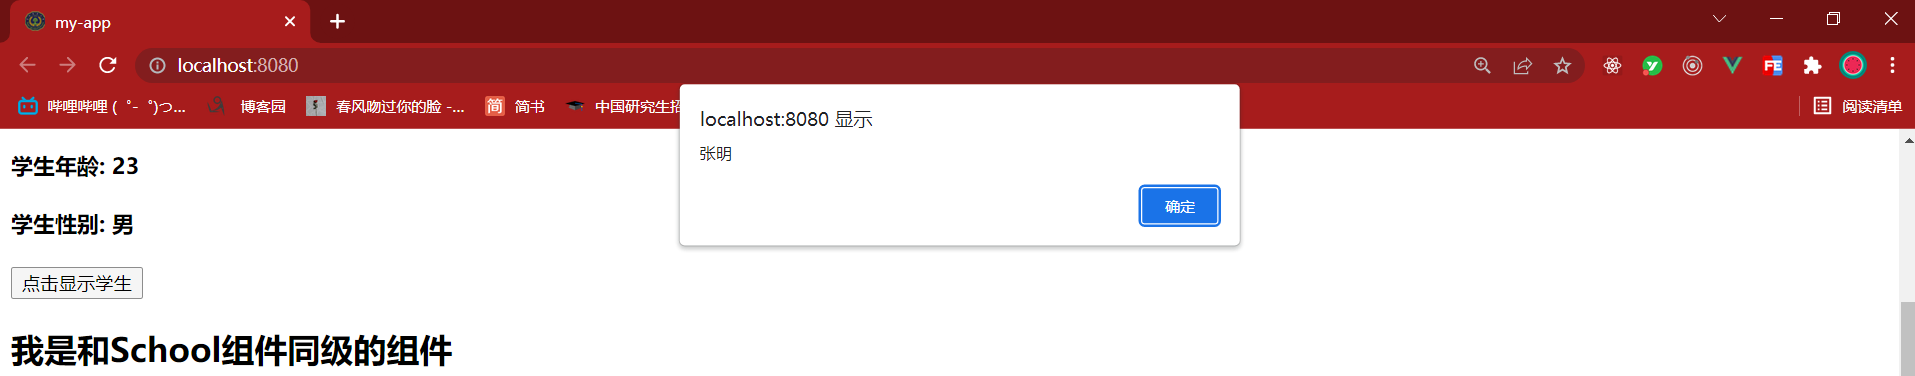 my-app
localhost:8080
哔哩哔哩 (゜-゜)つ...
博客园
春风吻过你的脸 -...
简 简书
中国研究生招
阅读清单
localhost:8080 显示
张明
确定
学生年龄: 23
学生性别: 男
点击显示学生
我是和School组件同级的组件